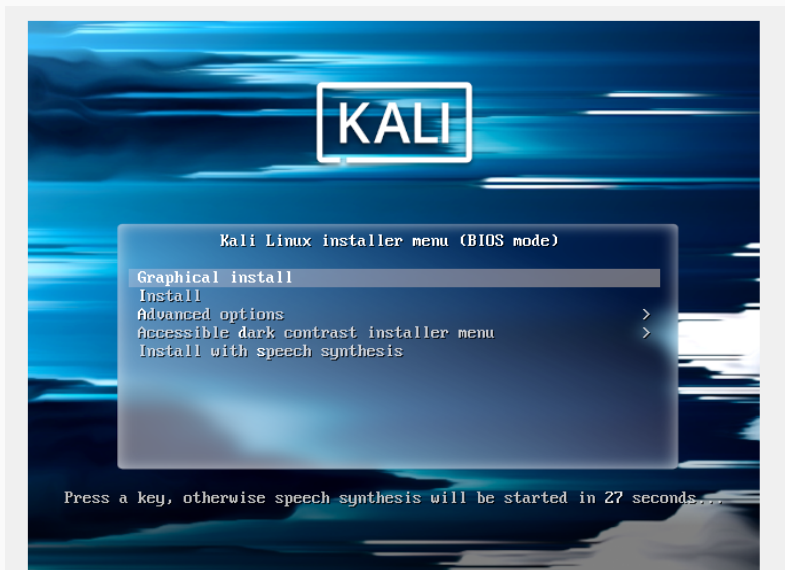 KALI
Kali Linux installer menu (BIOS mode)
Graphical install
Install
Advanced options >
Accessible dark contrast installer menu >
Install with speech synthesis
Press a key, otherwise speech synthesis will be started in 27 seconds...